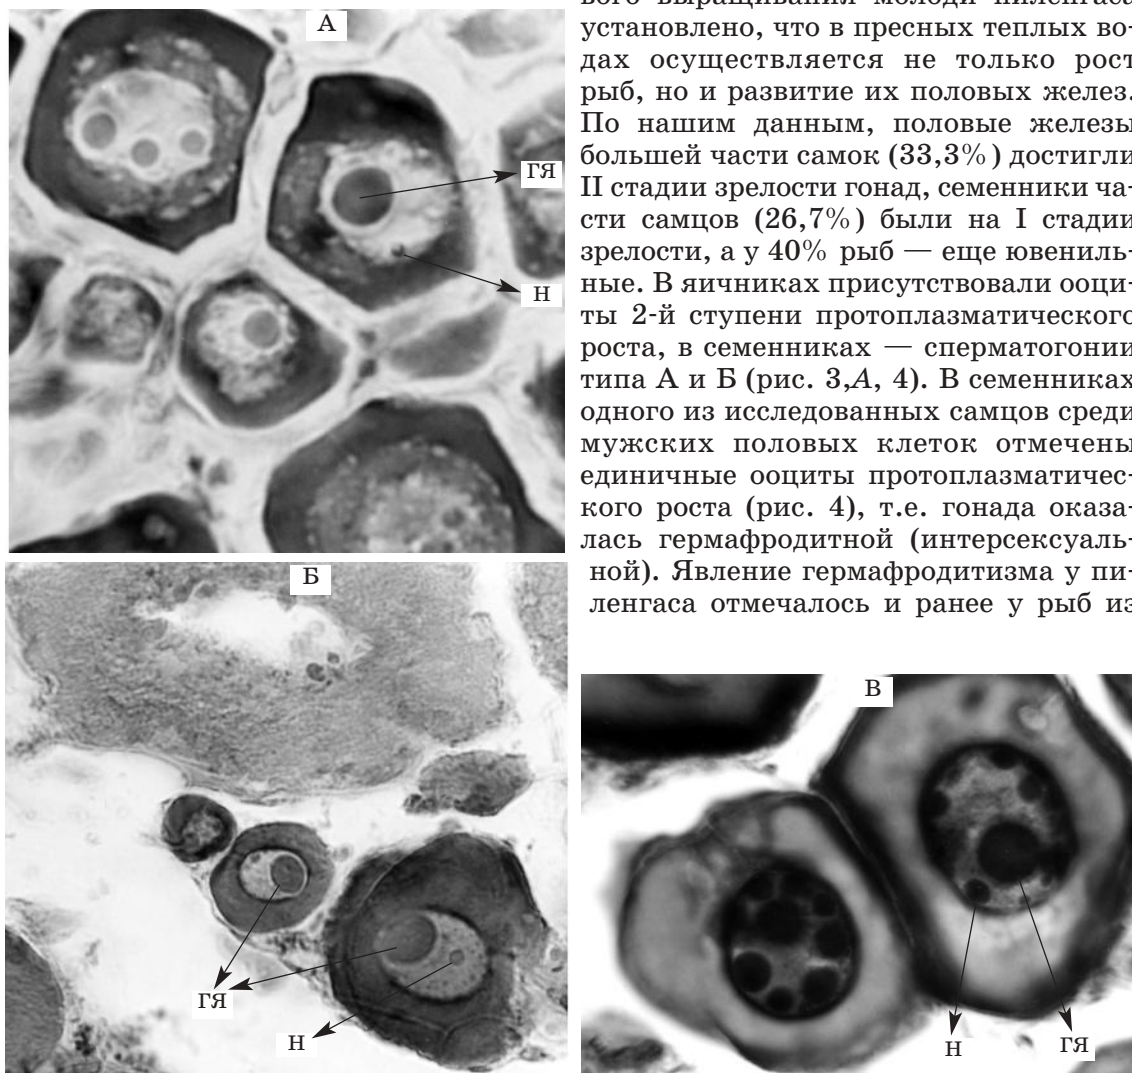 А
установлено, что в пресных теплых во-
дах осуществляется не только рост
рыб, но и развитие их половых желез.
По нашим данным, половые железы
большей части самок (33,3%) достигли
II стадии зрелости гонад, семенники ча-
сти самцов (26,7%) были на I стадии
зрелости, а у 40% рыб — еще ювениль-
ные. В яичниках присутствовали ооци-
ты 2-й ступени протоплазматического
роста, в семенниках — сперматогонии
типа А и Б (рис. 3,А, 4). В семенниках
одного из исследованных самцов среди
мужских половых клеток отмечены
единичные ооциты протоплазматичес-
кого роста (рис. 4), т.е. гонада оказа-
лась гермафродитной (интерсексуаль-
ной). Явление гермафродитизма у пи-
ленгаса отмечалось и ранее у рыб из
ГЯ
Н
Б
ГЯ
Н
В
Н
ГЯ